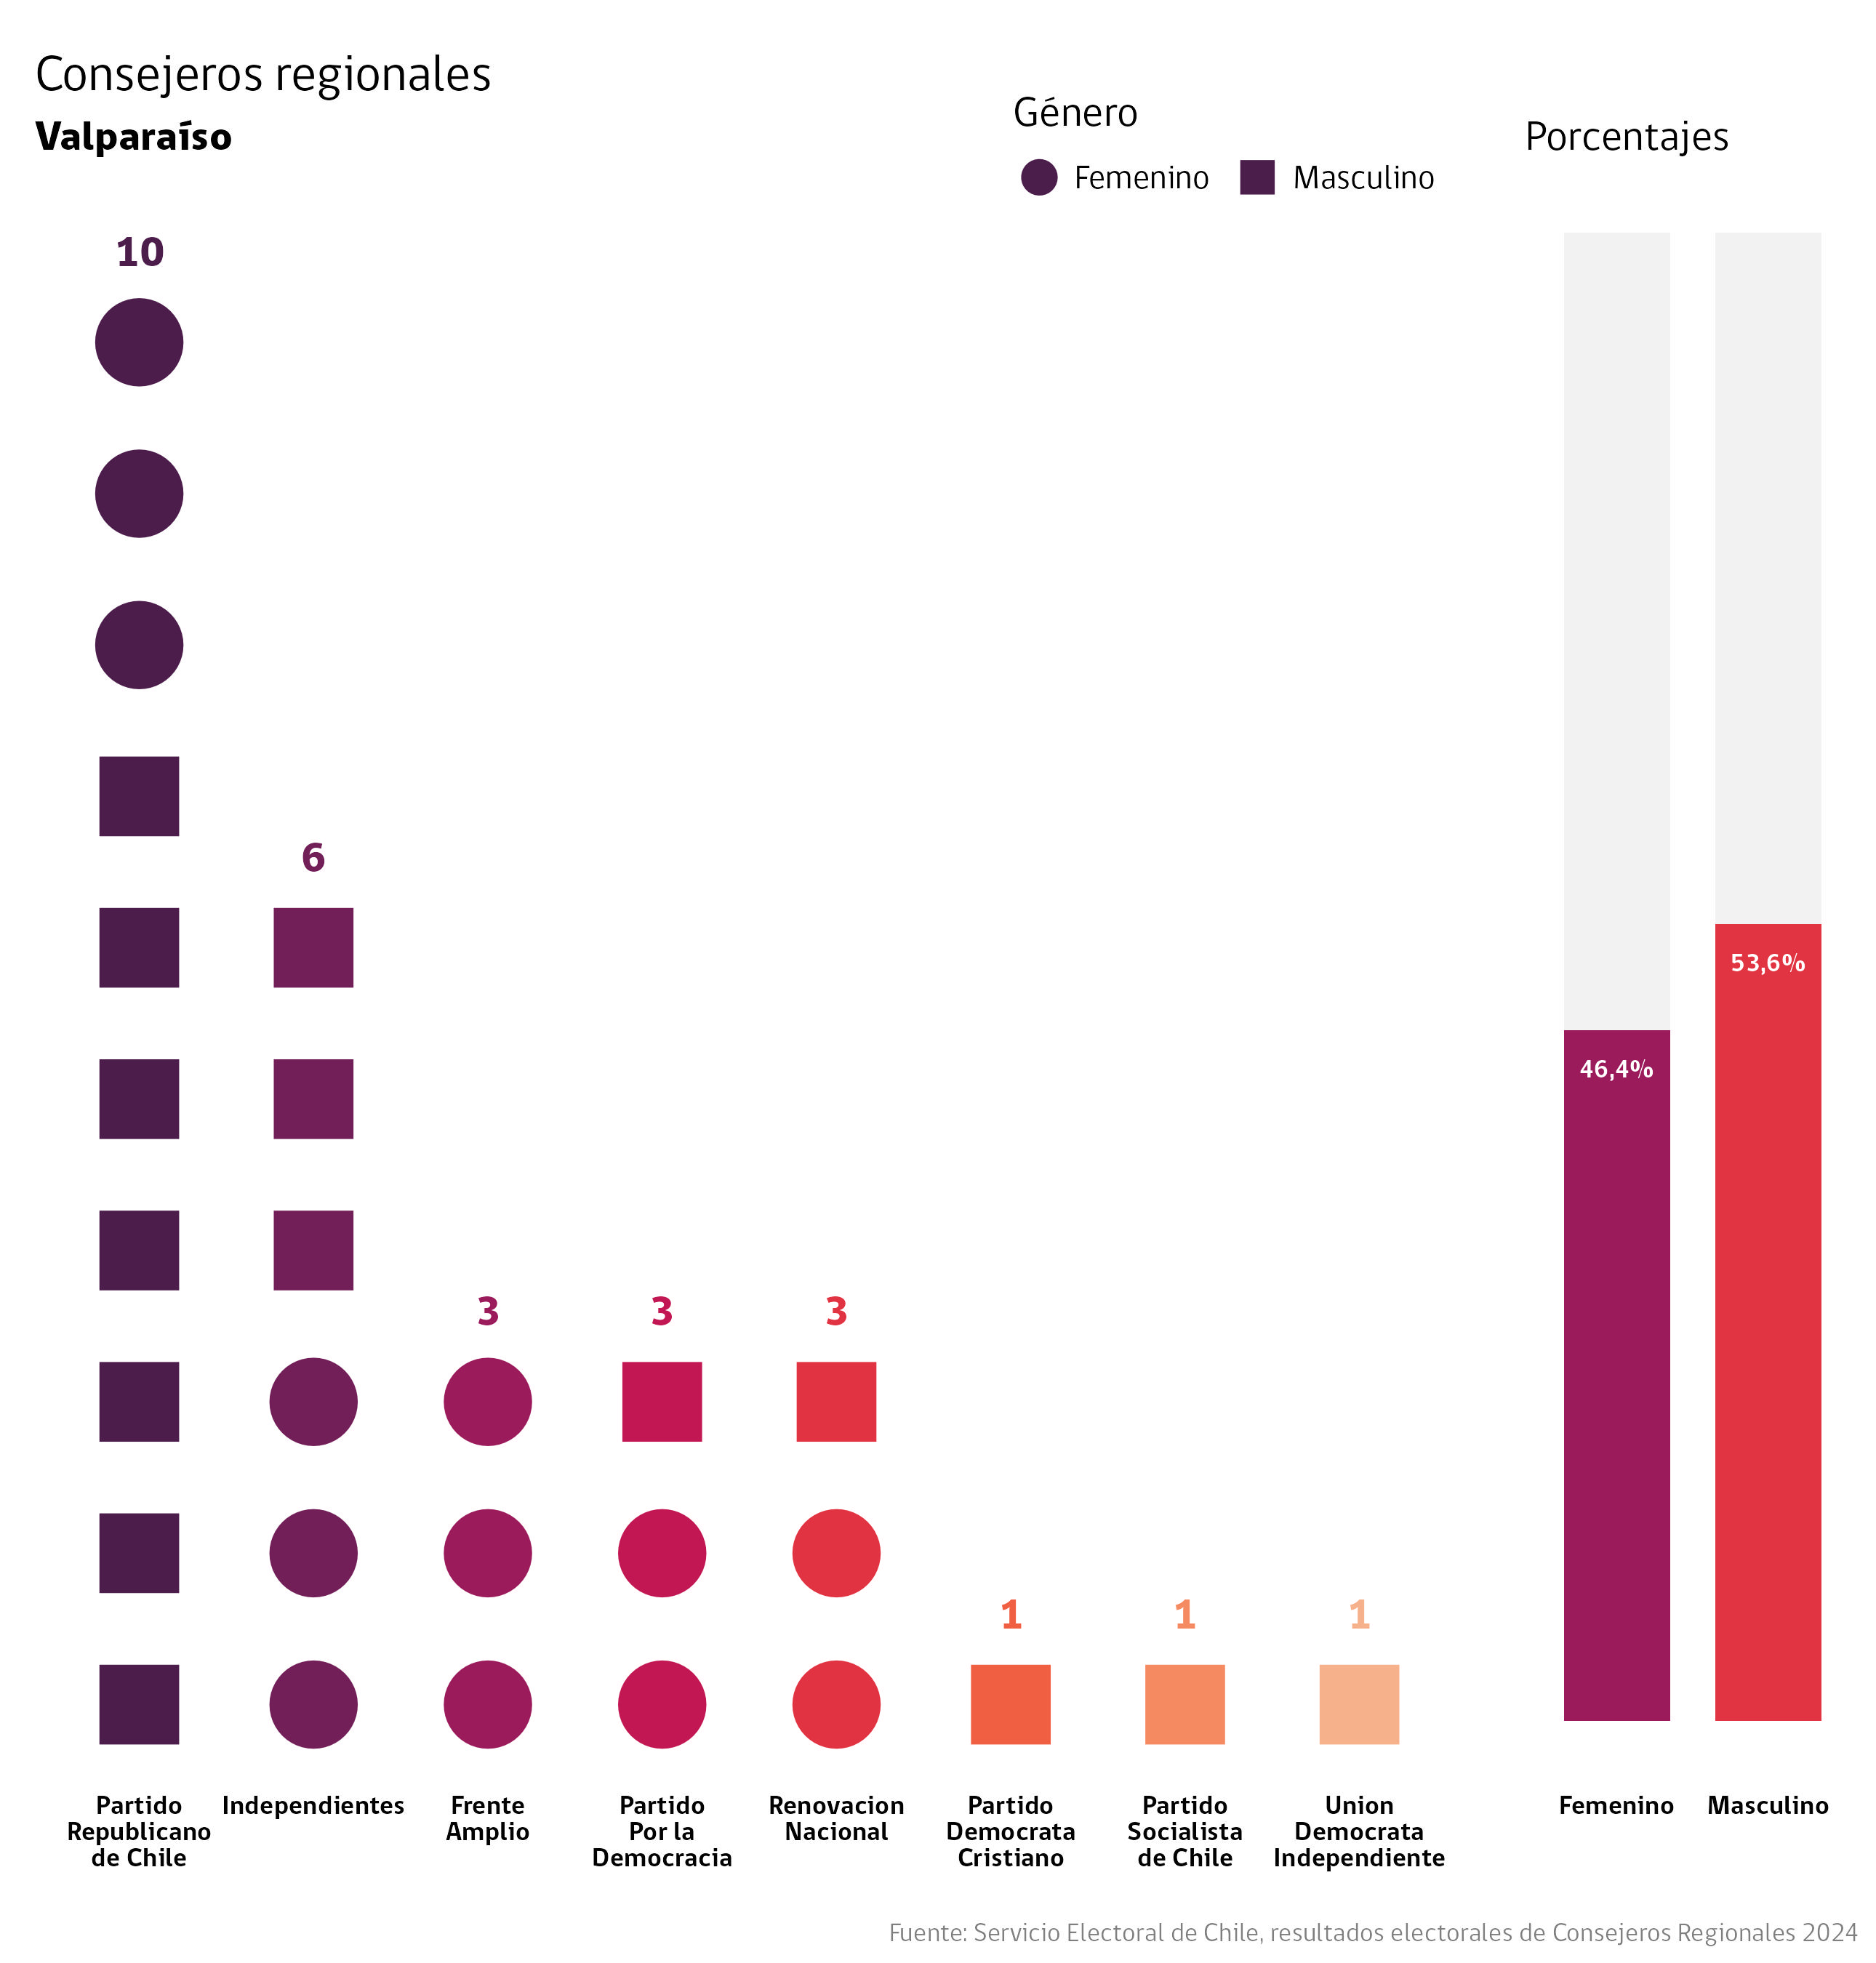 Consejeros regionales
Valparaíso
Género
Femenino
Masculino
Porcentajes
10
6
3
3
3
1
1
1
53,6%
46,4%
Partido
Republicano
de Chile
Independientes
Frente
Amplio
Partido
Por la
Democracia
Renovacion
Nacional
Partido
Democrata
Cristiano
Partido
Socialista
de Chile
Union
Democrata
Independiente
Femenino
Masculino
Fuente: Servicio Electoral de Chile, resultados electorales de Consejeros Regionales 2024